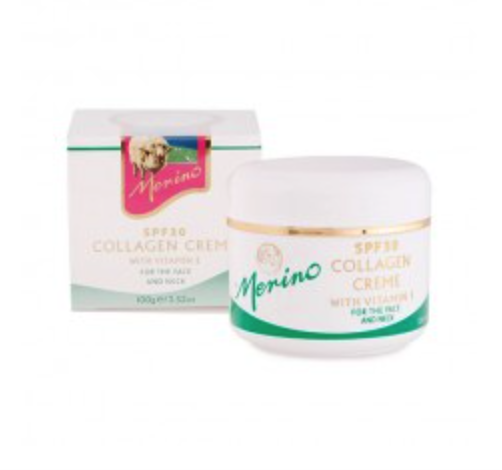 Merino
SPF30
COLLAGEN CREME
WITH VITAMIN E
FOR THE FACE
AND NECK
100g / 3.52oz
Merino
SPF30
COLLAGEN
CREME
WITH VITAMIN E
FOR THE FACE
AND NECK